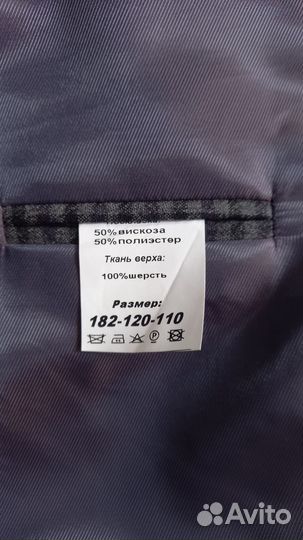 50% вискоза
50% полиэстер
Ткань верха:
100%шерсть
Размер:
182-120-110
Avito